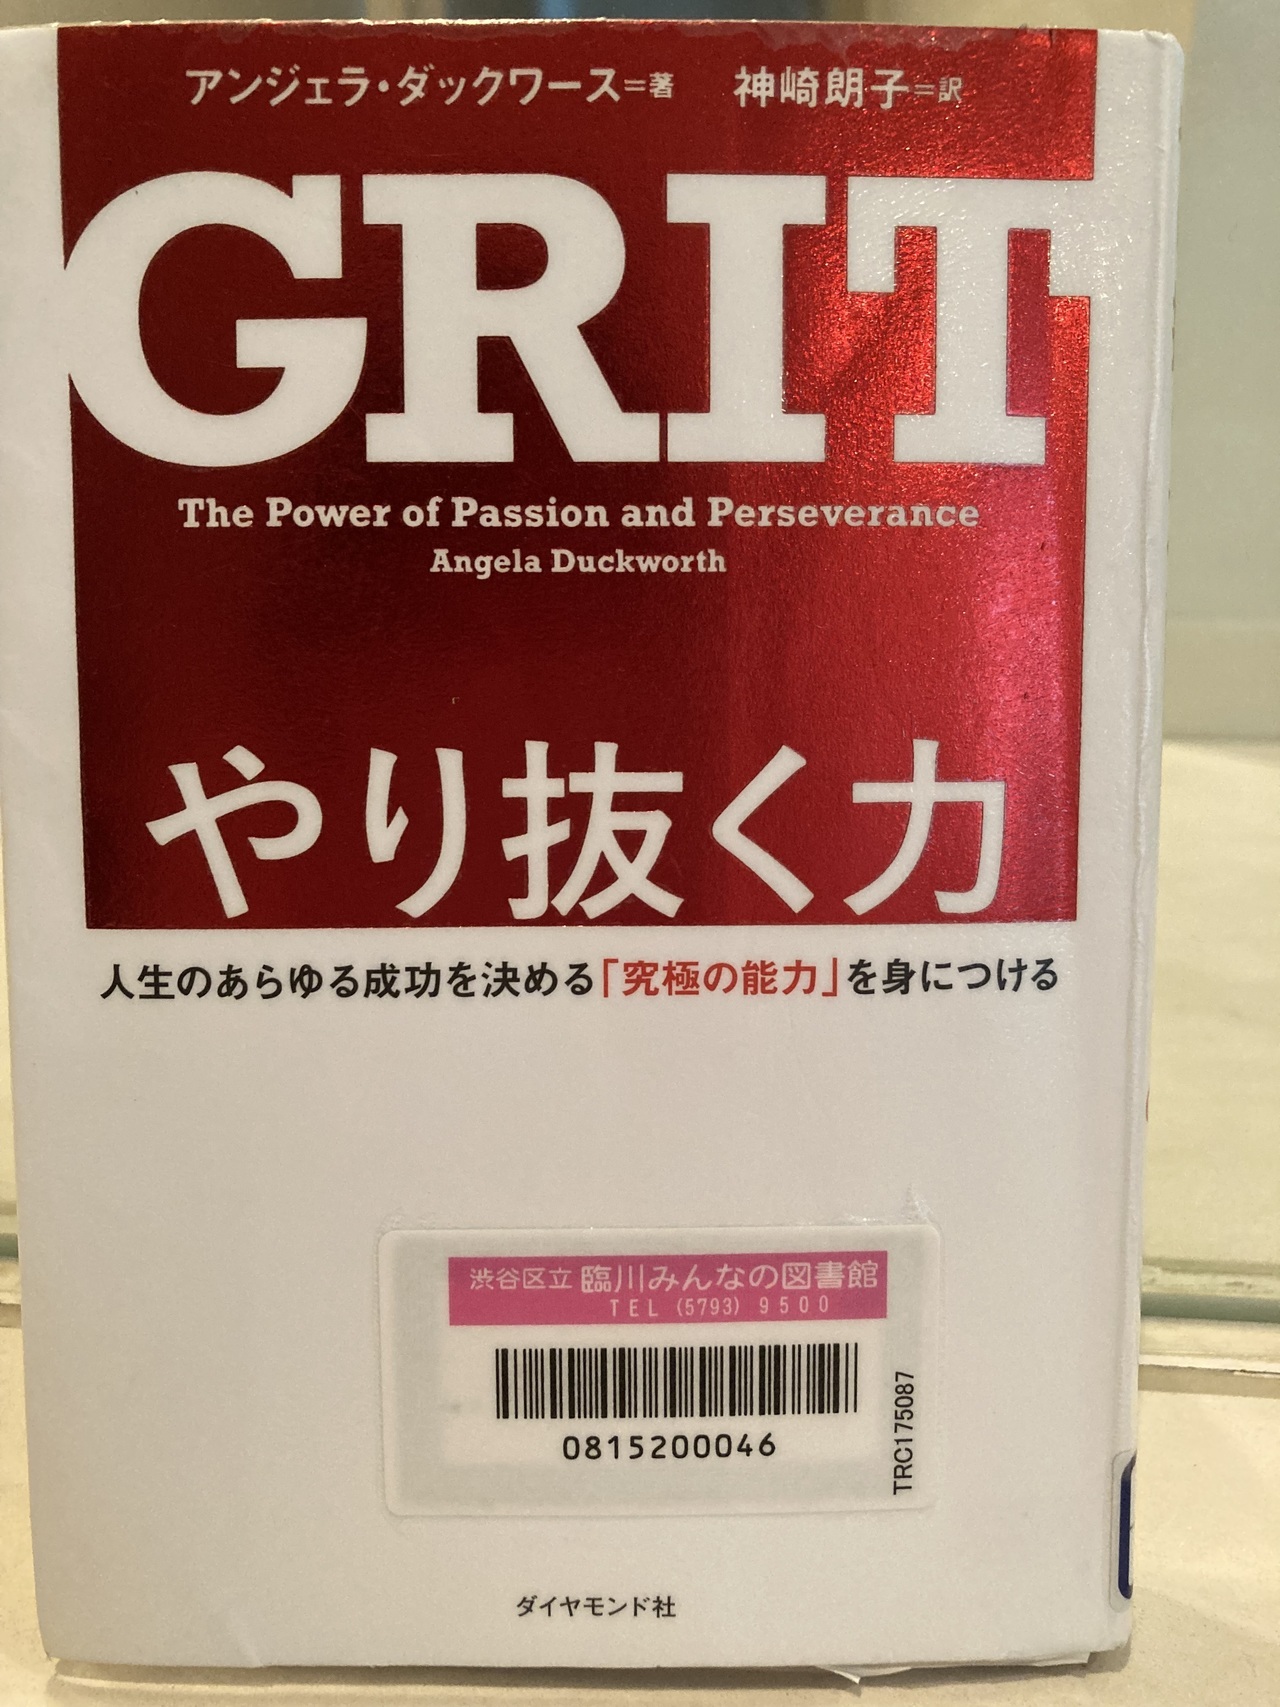 アンジェラ・ダックワース=著 神崎朗子=訳
GRIT
The Power of Passion and Perseverance
Angela Duckworth
やり抜く力
人生のあらゆる成功を決める「究極の能力」を身につける
渋谷区立 臨川みんなの図書館
TEL (5793) 9500
0815200046
TRC175087
ダイヤモンド社